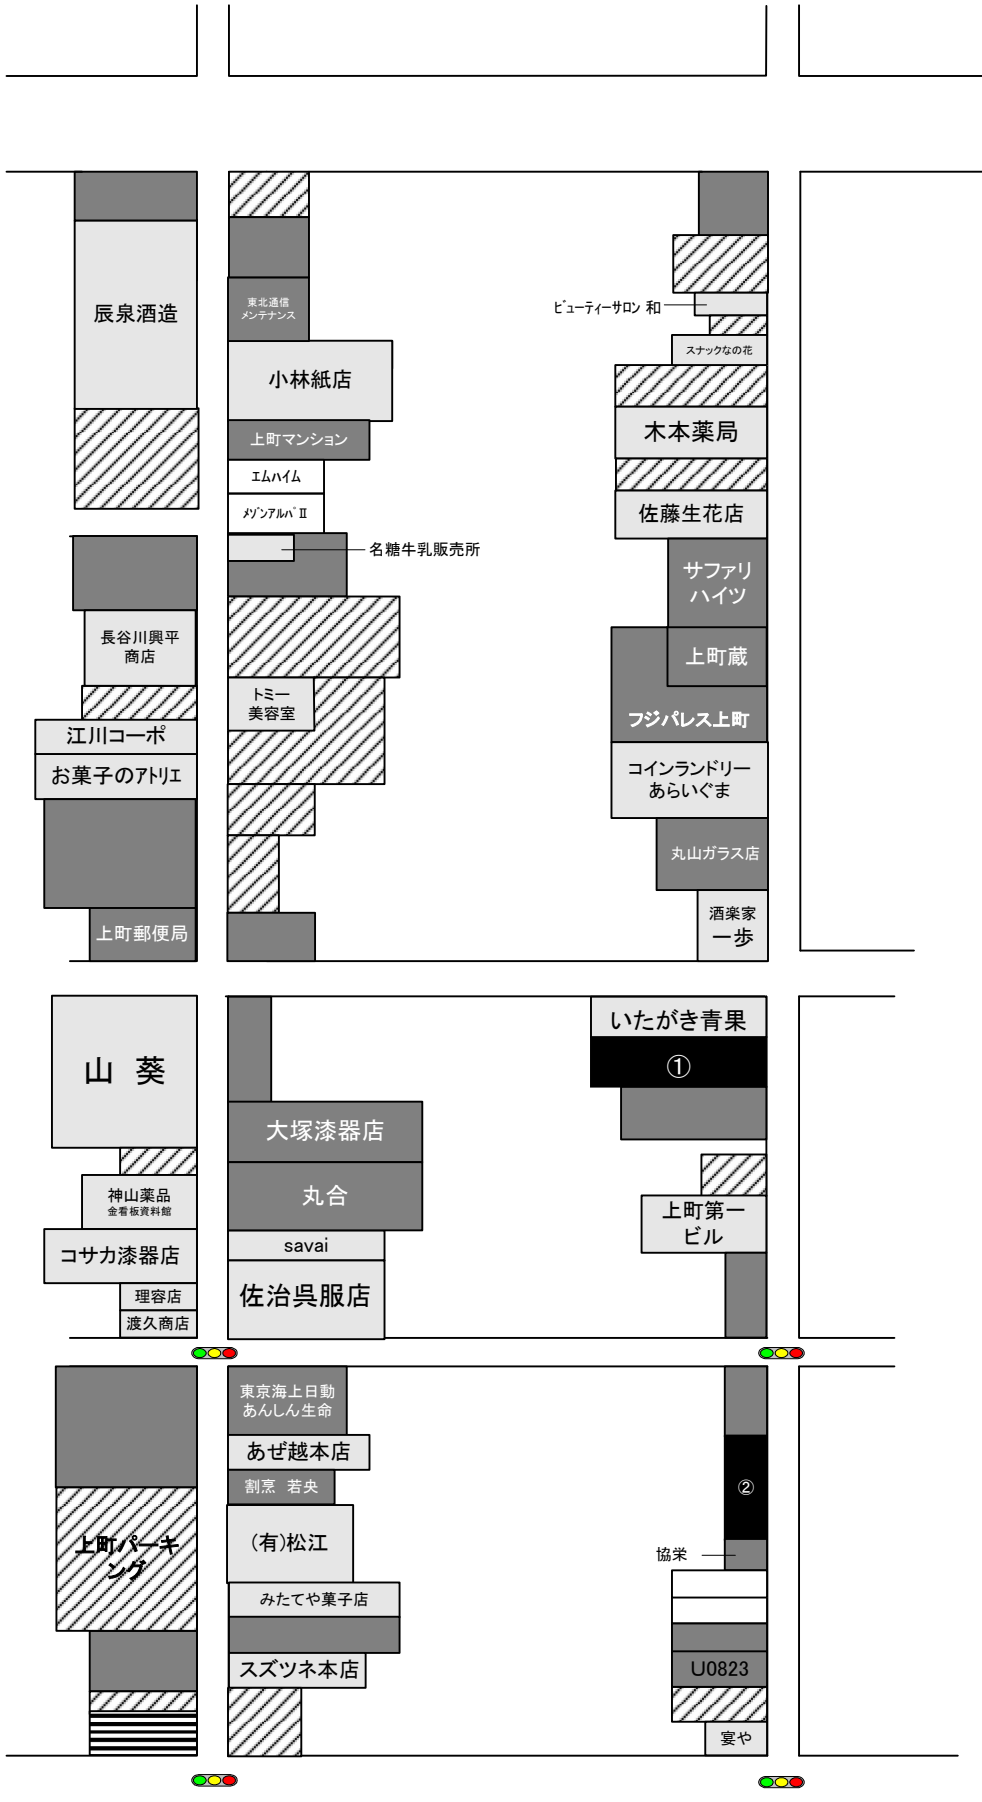 辰泉酒造
長谷川興平
商店
江川コーポ
お菓子のアトリエ
上町郵便局
東北通信
メンテナンス
小林紙店
上町マンション
エムハイム
メゾンアルバⅡ
名糖牛乳販売所
トミー
美容室
ビューティーサロン 和
スナックなの花
木本薬局
佐藤生花店
サファリ
ハイツ
上町蔵
フジパレス上町
コインランドリー
あらいぐま
丸山ガラス店
酒楽家
一歩
山 葵
神山薬品
金看板資料館
コサカ漆器店
理容店
渡久商店
大塚漆器店
丸合
savai
佐治呉服店
いたがき青果
①
上町第一
ビル
上町パーキ
ング
東京海上日動
あんしん生命
あぜ越本店
割烹 若央
(有)松江
みたてや菓子店
スズツネ本店
②
協栄
U0823
宴や